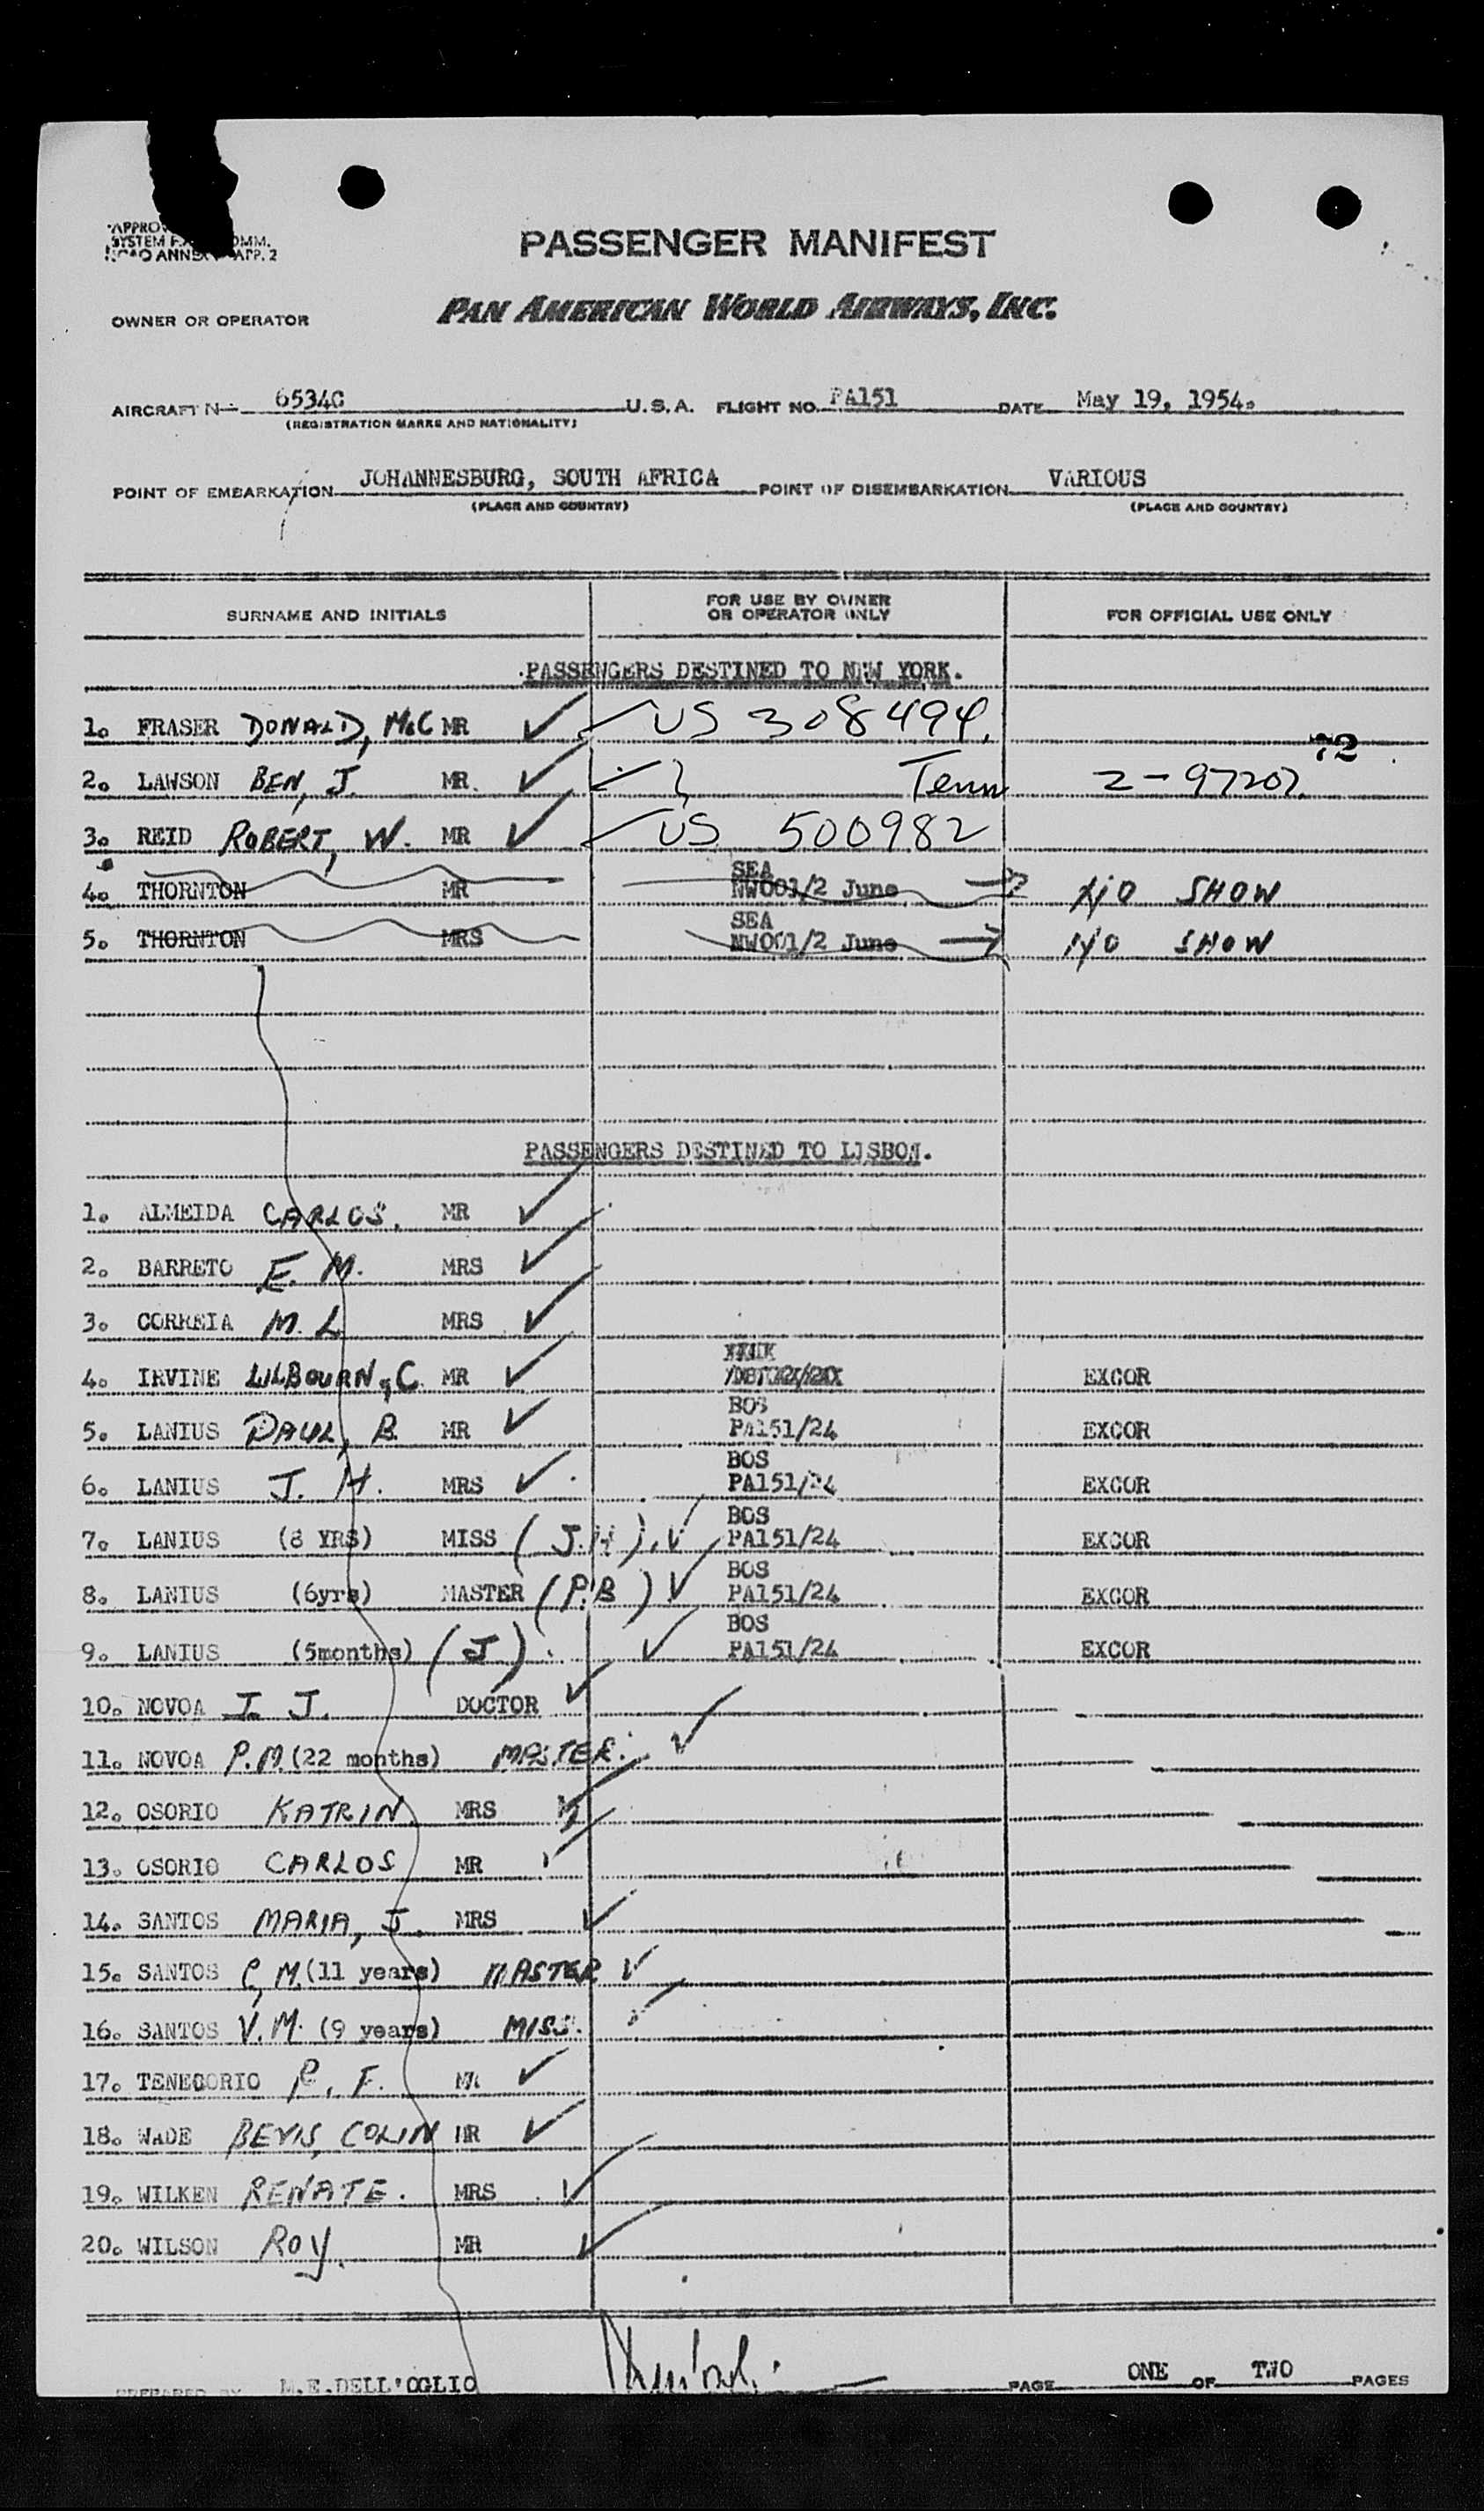 PASSENGER MANIFEST
OWNER OR OPERATOR PAN AMERICAN WORLD AIRWAYS, INC.
AIRCRAFT N 6534C U.S.A. FLIGHT NO. PA151 DATE May 19, 1954.
(REGISTRATION MARKS AND NATIONALITY)
POINT OF EMBARKATION JOHANNESBURG, SOUTH AFRICA POINT OF DISEMBARKATION VARIOUS
(PLACE AND COUNTRY) (PLACE AND COUNTRY)
SURNAME AND INITIALS FOR USE BY OWNER OR OPERATOR ONLY FOR OFFICIAL USE ONLY
PASSENGERS DESTINED TO NEW YORK.
1. FRASER DONALD, McC MR ✓ US 308494.
72
2. LAWSON BEN, J. MR. ✓ Tenn 2-97207
3. REID ROBERT, W. MR ✓ US 500982
SEA
4. THORNTON MR NW001/2 June → NO SHOW
SEA
5. THORNTON MRS NW001/2 June → NO SHOW
PASSENGERS DESTINED TO LISBON.
1. ALMEIDA CARLOS. MR ✓
2. BARRETO E. M. MRS ✓
3. CORREIA M. L MRS ✓
4. IRVINE WLBOURN, C. MR ✓ EXCOR
BOS
5. LANIUS PAUL, B. MR ✓ PA151/24 EXCOR
BOS
6. LANIUS J. H. MRS ✓ PA151/24 EXCOR
BOS
7. LANIUS (8 YRS) MISS (J.H). ✓ PA151/24 EXCOR
BOS
8. LANIUS (6yrs) MASTER (P.B) ✓ PA151/24 EXCOR
BOS
9. LANIUS (5months) (J) ✓ PA151/24 EXCOR
10. NOVOA I. J. DOCTOR ✓
11. NOVOA P.M. (22 months) MASTER. ✓
12. OSORIO KATRIN MRS ✓
13. OSORIO CARLOS MR ✓
14. SANTOS MARIA, J. MRS ✓
15. SANTOS C, M. (11 years) MASTER ✓
16. SANTOS V.M. (9 years) MISS. ✓
17. TENECORIO P. F. MR ✓
18. WADE BEVIS, COLIN MR ✓
19. WILKEN RENATE. MRS ✓
20. WILSON ROY. MR ✓
PREPARED BY M.E.DELL'OGLIO PAGE ONE OF TWO PAGES